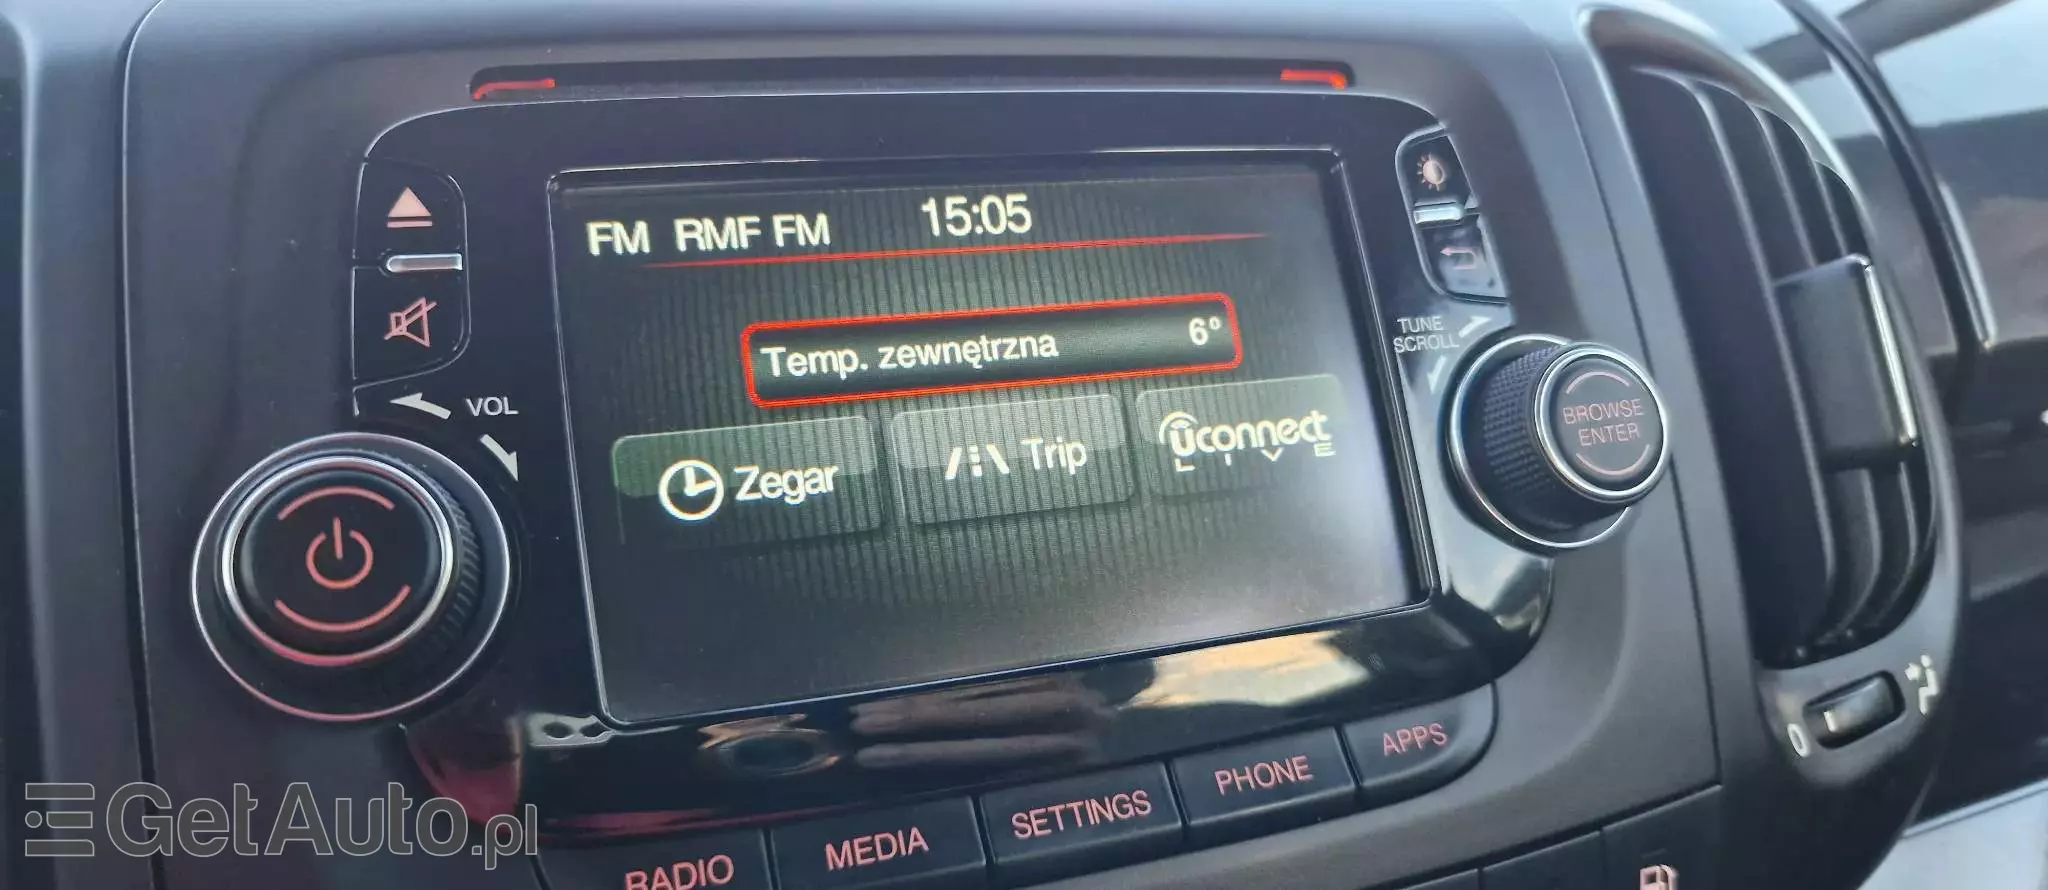 FM RMF FM 15:05
Temp. zewnętrzna 6°
Zegar Trip uconnect
LIVE
VOL
TUNE
SCROLL
BROWSE
ENTER
RADIO MEDIA SETTINGS PHONE APPS
0
GetAuto.pl